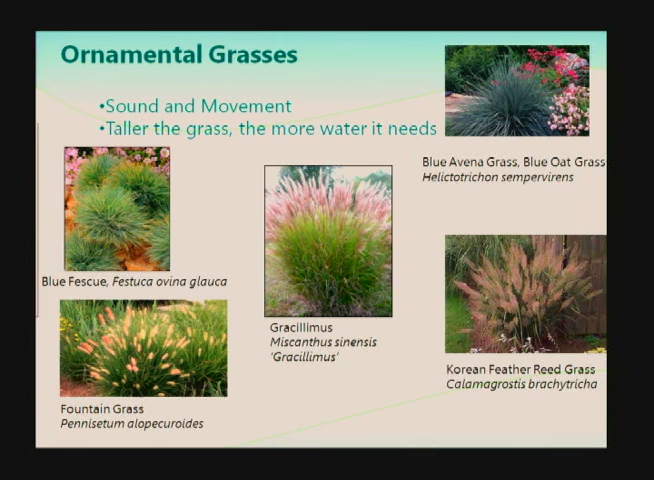 Ornamental Grasses
•Sound and Movement
•Taller the grass, the more water it needs
Blue Avena Grass, Blue Oat Grass
Helictotrichon sempervirens
Blue Fescue, Festuca ovina glauca
Gracillimus
Miscanthus sinensis
‘Gracillimus’
Korean Feather Reed Grass
Calamagrostis brachytricha
Fountain Grass
Pennisetum alopecuroides